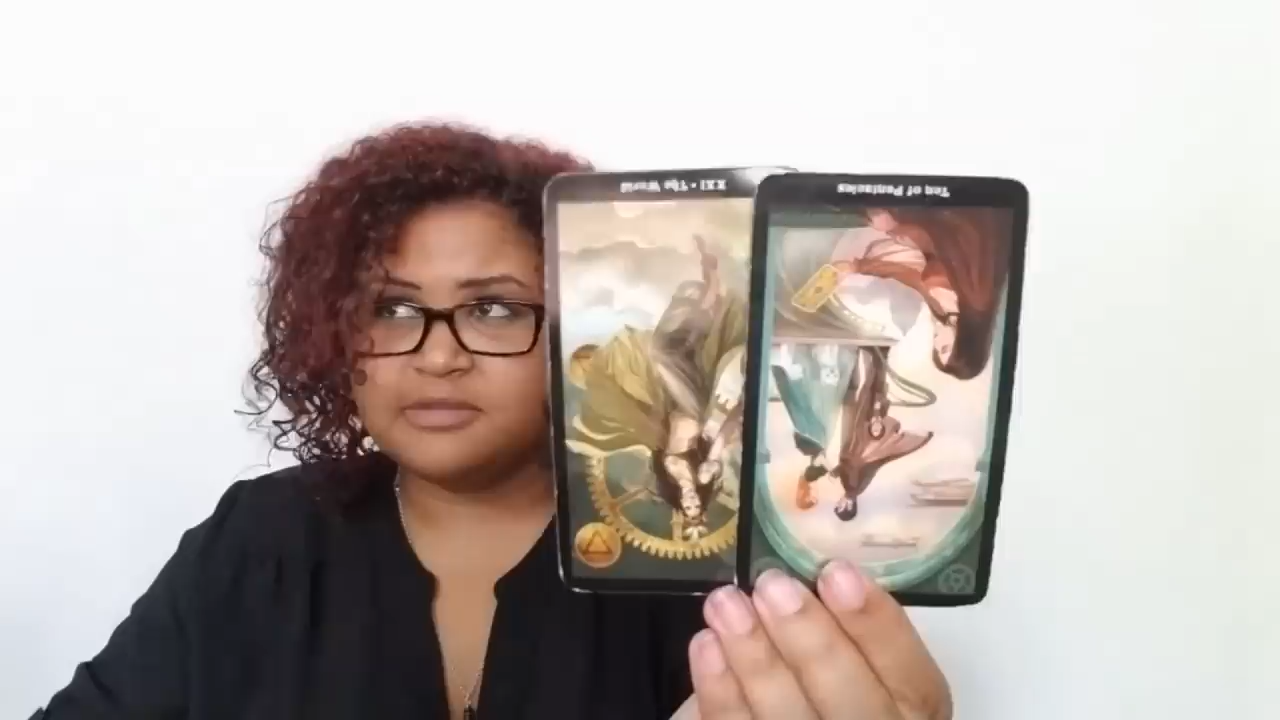 XXI • The World
Ten of Pentacles